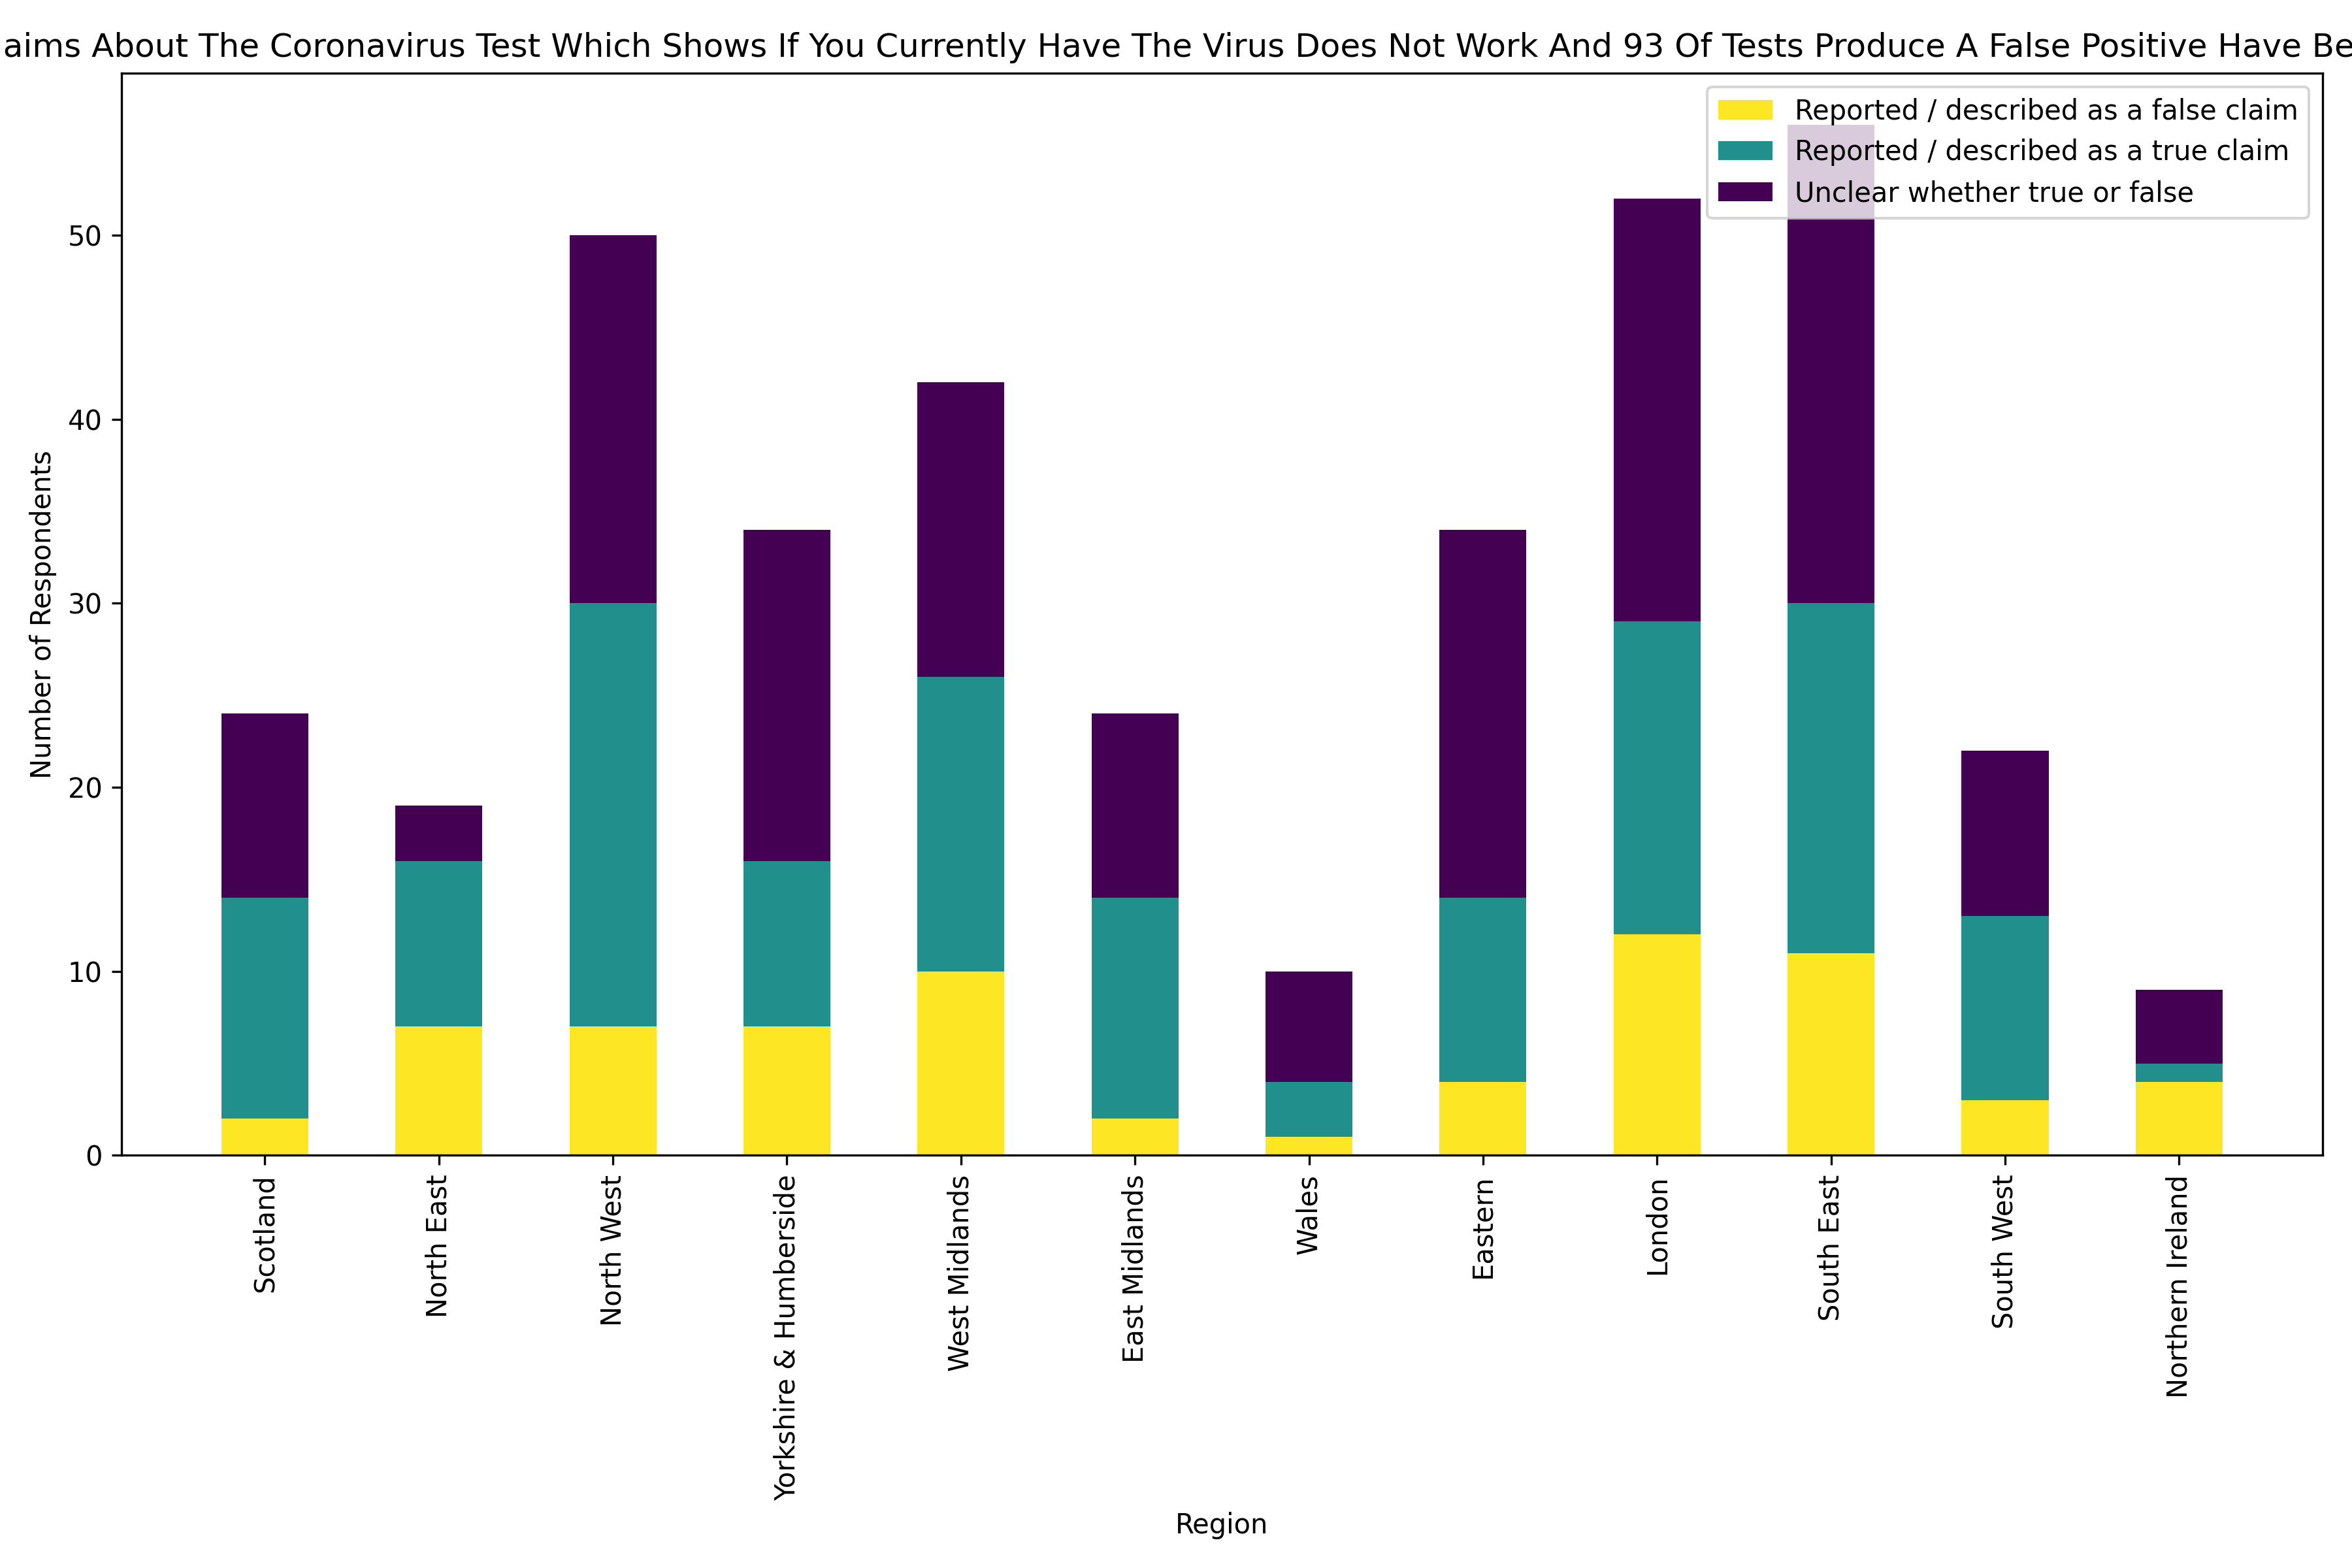 aims About The Coronavirus Test Which Shows If You Currently Have The Virus Does Not Work And 93 Of Tests Produce A False Positive Have Be
Reported / described as a false claim
Reported / described as a true claim
Unclear whether true or false
Number of Respondents
50
40
30
20
10
0
Scotland
North East
North West
Yorkshire & Humberside
West Midlands
East Midlands
Wales
Eastern
London
South East
South West
Northern Ireland
Region